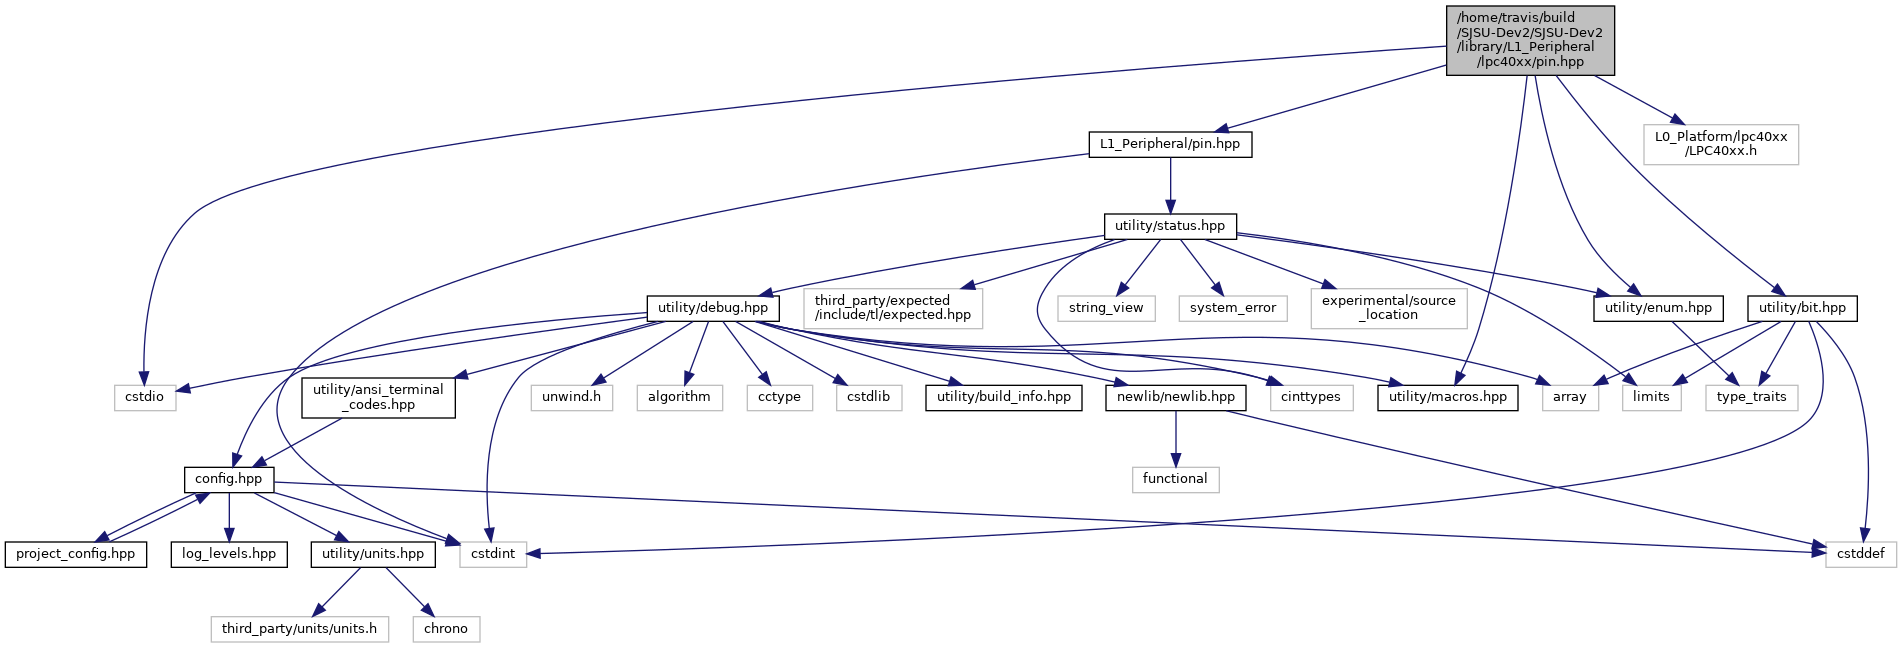 /home/travis/build
/SJSU-Dev2/SJSU-Dev2
/library/L1_Peripheral
/lpc40xx/pin.hpp
L1_Peripheral/pin.hpp
L0_Platform/lpc40xx
/LPC40xx.h
utility/status.hpp
utility/debug.hpp
third_party/expected
/include/tl/expected.hpp
string_view
system_error
experimental/source
_location
utility/enum.hpp
utility/bit.hpp
cstdio
utility/ansi_terminal
_codes.hpp
unwind.h
algorithm
cctype
cstdlib
utility/build_info.hpp
newlib/newlib.hpp
cinttypes
utility/macros.hpp
array
limits
type_traits
config.hpp
functional
project_config.hpp
log_levels.hpp
utility/units.hpp
cstdint
cstddef
third_party/units/units.h
chrono